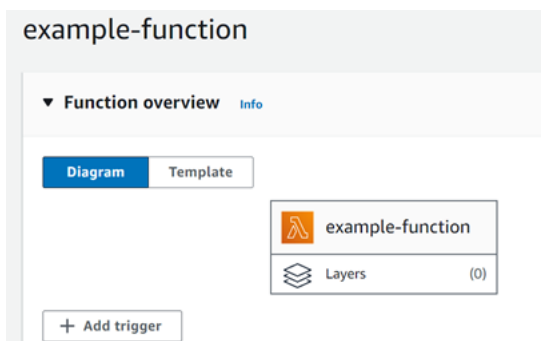 example-function
▼ Function overview Info
Diagram Template
example-function
Layers (0)
+ Add trigger